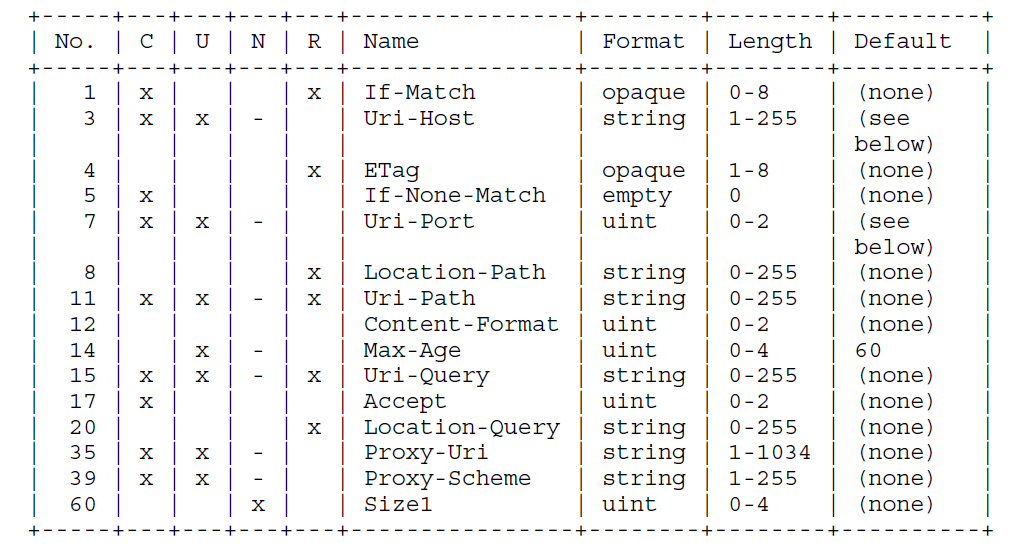 +-----+---+---+---+---+----------------+--------+--------+----------+
| No. | C | U | N | R | Name           | Format | Length | Default  |
+-----+---+---+---+---+----------------+--------+--------+----------+
|   1 | x |   |   | x | If-Match       | opaque | 0-8    | (none)   |
|   3 | x | x | - |   | Uri-Host       | string | 1-255  | (see     |
|     |   |   |   |   |                |        |        | below)   |
|   4 |   |   |   | x | ETag           | opaque | 1-8    | (none)   |
|   5 | x |   |   |   | If-None-Match  | empty  | 0      | (none)   |
|   7 | x | x | - |   | Uri-Port       | uint   | 0-2    | (see     |
|     |   |   |   |   |                |        |        | below)   |
|   8 |   |   |   | x | Location-Path  | string | 0-255  | (none)   |
|  11 | x | x | - | x | Uri-Path       | string | 0-255  | (none)   |
|  12 |   |   |   |   | Content-Format | uint   | 0-2    | (none)   |
|  14 |   | x | - |   | Max-Age        | uint   | 0-4    | 60       |
|  15 | x | x | - | x | Uri-Query      | string | 0-255  | (none)   |
|  17 | x |   |   |   | Accept         | uint   | 0-2    | (none)   |
|  20 |   |   |   | x | Location-Query | string | 0-255  | (none)   |
|  35 | x | x | - |   | Proxy-Uri      | string | 1-1034 | (none)   |
|  39 | x | x | - |   | Proxy-Scheme   | string | 1-255  | (none)   |
|  60 |   |   | x |   | Size1          | uint   | 0-4    | (none)   |
+-----+---+---+---+---+----------------+--------+--------+----------+